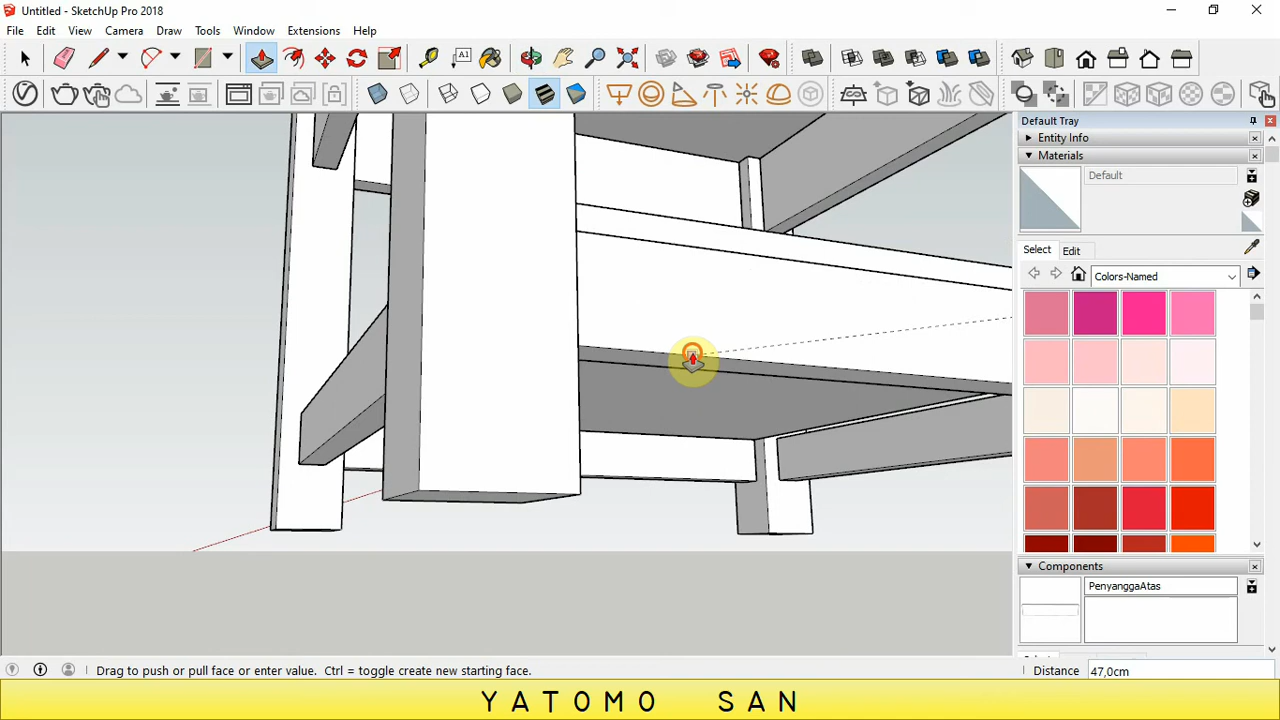 Untitled - SketchUp Pro 2018
File Edit View Camera Draw Tools Window Extensions Help
A1
Default Tray
Entity Info
Materials
Default
Select Edit
Colors-Named
Components
PenyanggaAtas
Drag to push or pull face or enter value. Ctrl = toggle create new starting face.
Distance 47,0cm
YATOMO SAN